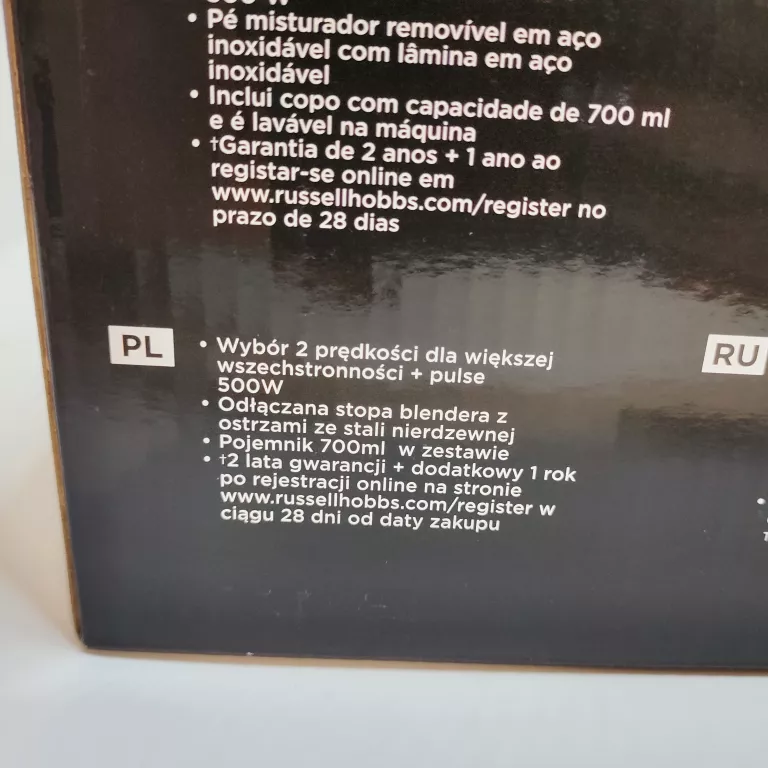 • Pé misturador removível em aço
inoxidável com lâmina em aço
inoxidável
• Inclui copo com capacidade de 700 ml
e é lavável na máquina
• †Garantia de 2 anos + 1 ano ao
registar-se online em
www.russellhobbs.com/register no
prazo de 28 dias
PL
• Wybór 2 prędkości dla większej
wszechstronności + pulse
500W
• Odłączana stopa blendera z
ostrzami ze stali nierdzewnej
• Pojemnik 700ml w zestawie
• †2 lata gwarancji + dodatkowy 1 rok
po rejestracji online na stronie
www.russellhobbs.com/register w
ciągu 28 dni od daty zakupu
RU